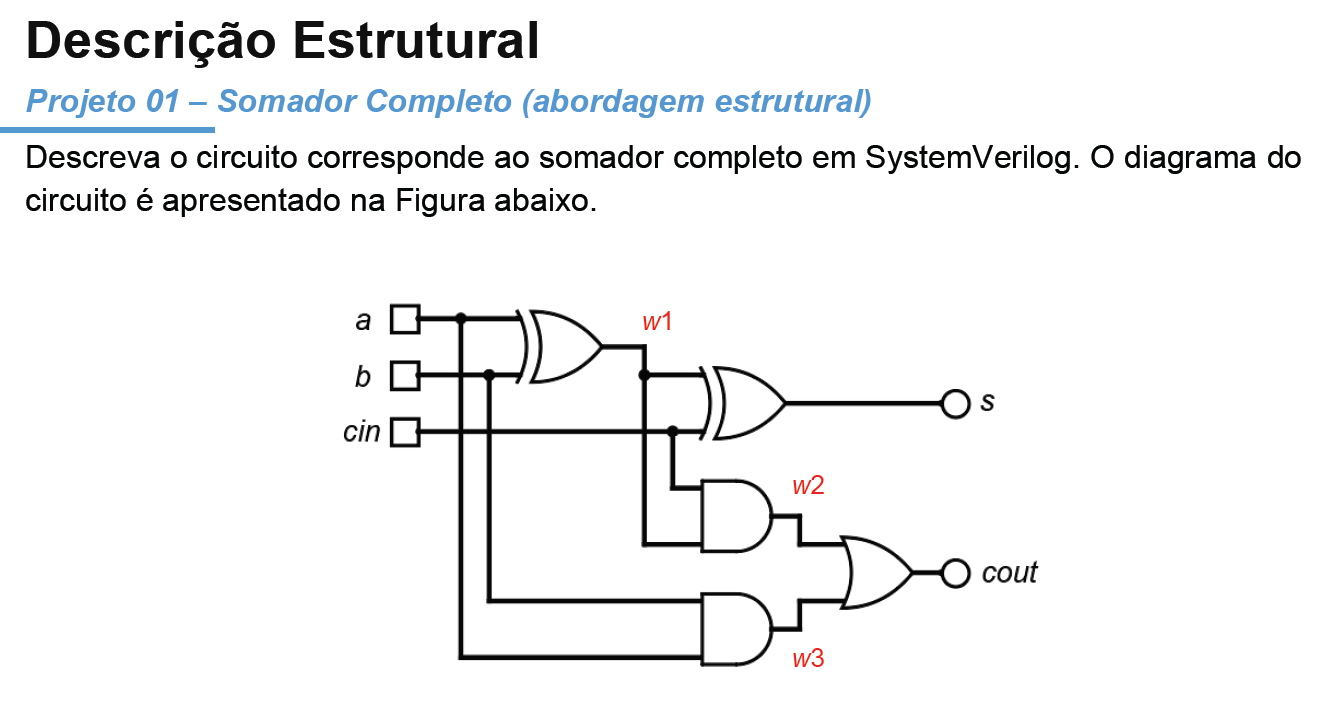 Descrição Estrutural
Projeto 01 – Somador Completo (abordagem estrutural)
Descreva o circuito corresponde ao somador completo em SystemVerilog. O diagrama do
circuito é apresentado na Figura abaixo.
a
w1
b
s
cin
w2
cout
w3